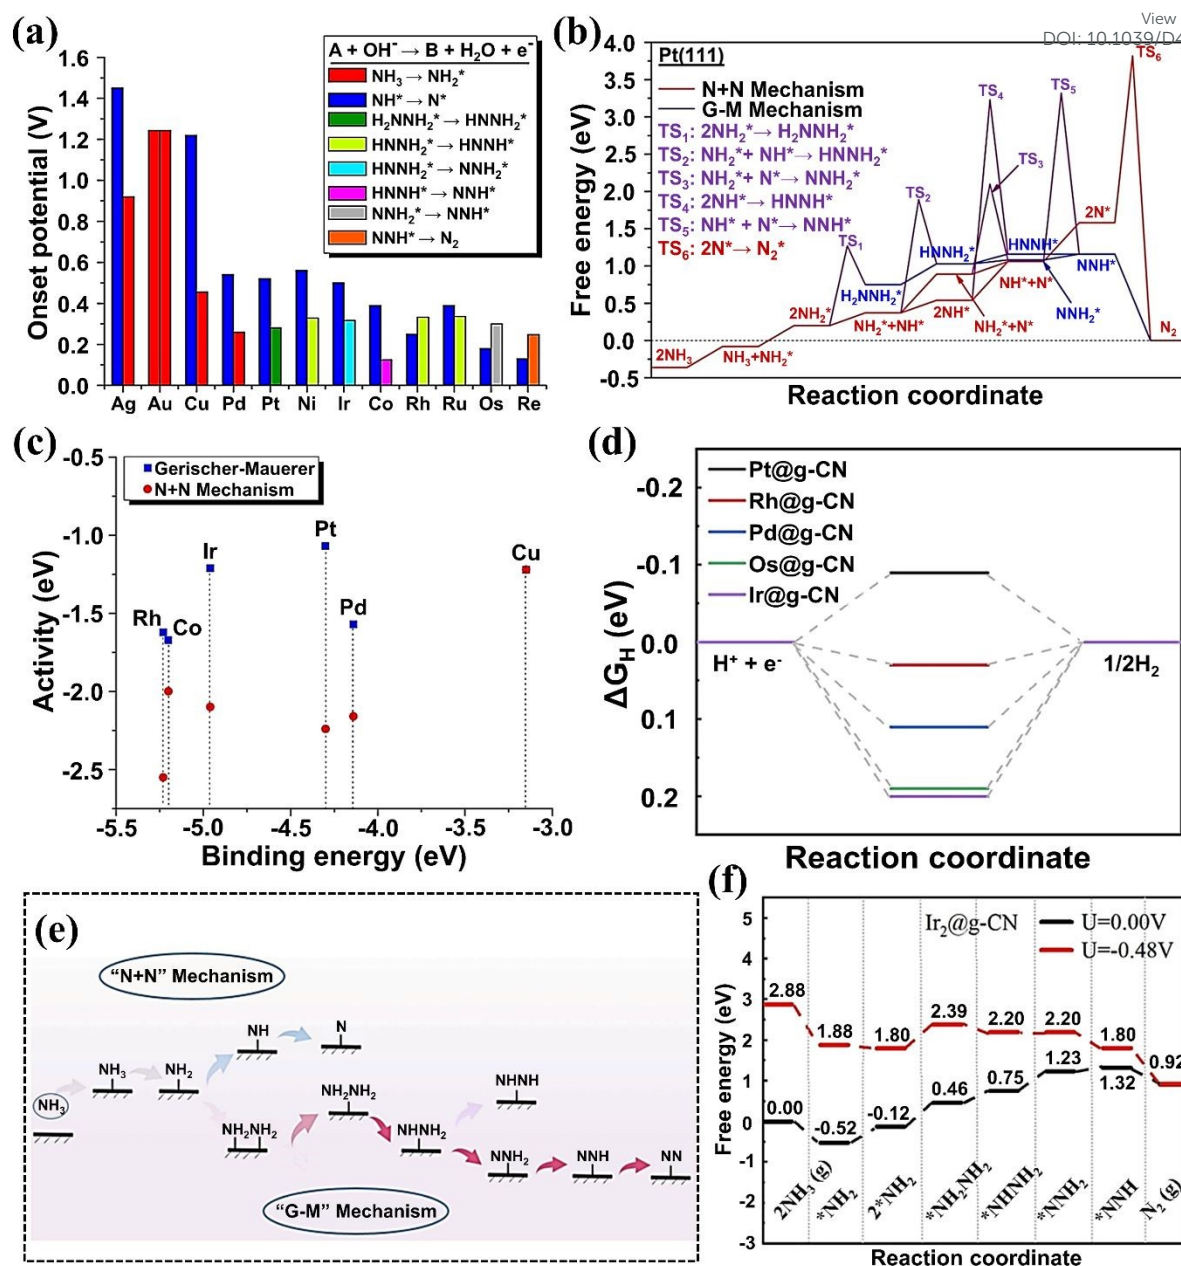 View
DOI: 10.1039/D4
(a)
A + OH⁻ → B + H₂O + e⁻
NH₃ → NH₂*
NH* → N*
H₂NNH₂* → HNNH₂*
HNNH₂* → HNNH*
HNNH₂* → NNH₂*
HNNH* → NNH*
NNH₂* → NNH*
NNH* → N₂
Onset potential (V)
1.6
1.4
1.2
1.0
0.8
0.6
0.4
0.2
0.0
Ag Au Cu Pd Pt Ni Ir Co Rh Ru Os Re
(b)
Pt(111)
N+N Mechanism
G-M Mechanism
TS₁: 2NH₂* → H₂NNH₂*
TS₂: NH₂* + NH* → HNNH₂*
TS₃: NH₂* + N* → NNH₂*
TS₄: 2NH* → HNNH*
TS₅: NH* + N* → NNH*
TS₆: 2N* → N₂*
Free energy (eV)
4.0
3.5
3.0
2.5
2.0
1.5
1.0
0.5
0.0
-0.5
TS₆
TS₄
TS₅
TS₃
TS₂
TS₁
2N*
HNNH₂*
HNNH*
NNH*
H₂NNH₂*
NH*+N*
2NH₂*
2NH*
NNH₂*
NH₂*+NH*
NH₂*+N*
N₂
2NH₃
NH₃+NH₂*
Reaction coordinate
(c)
Gerischer-Mauerer
N+N Mechanism
Activity (eV)
-0.5
-1.0
-1.5
-2.0
-2.5
Rh
Co
Ir
Pt
Pd
Cu
-5.5 -5.0 -4.5 -4.0 -3.5 -3.0
Binding energy (eV)
(d)
Pt@g-CN
Rh@g-CN
Pd@g-CN
Os@g-CN
Ir@g-CN
ΔG_H (eV)
-0.2
-0.1
0.0
0.1
0.2
H⁺ + e⁻
1/2H₂
Reaction coordinate
(e)
“N+N” Mechanism
NH₃
NH₃
NH₂
NH
N
NH₂NH₂
NH₂NH₂
NHNH₂
NHNH
NNH₂
NNH
NN
“G-M” Mechanism
(f)
Ir₂@g-CN
U=0.00V
U=-0.48V
Free energy (eV)
5
4
3
2
1
0
-1
-2
-3
2.88
1.88
1.80
2.39
2.20
2.20
1.80
0.92
0.00
-0.52
-0.12
0.46
0.75
1.23
1.32
2NH₃ (g)
*NH₂
2*NH₂
*NH₂NH₂
*NHNH₂
*NNH₂
*NNH
N₂ (g)
Reaction coordinate